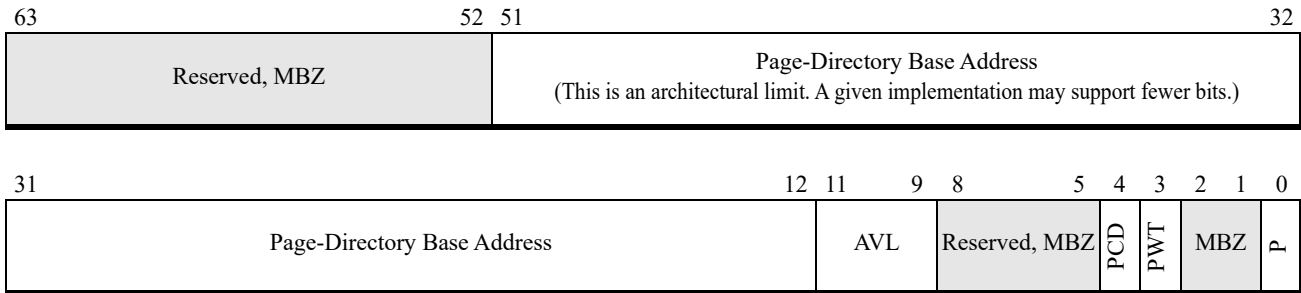 63 52 51 32
Reserved, MBZ
Page-Directory Base Address
(This is an architectural limit. A given implementation may support fewer bits.)
31 12 11 9 8 5 4 3 2 1 0
Page-Directory Base Address AVL Reserved, MBZ PCD PWT MBZ P